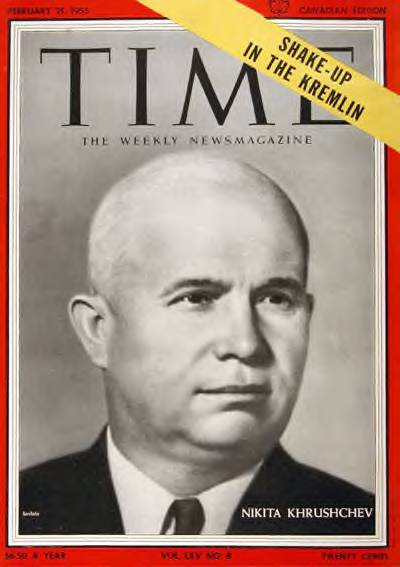 FEBRUARY 21, 1955
CANADIAN EDITION
SHAKE-UP
IN THE KREMLIN
TIME
THE WEEKLY NEWSMAGAZINE
NIKITA KHRUSHCHEV
$6.50 A YEAR
VOL. LXV NO. 8
TWENTY CENTS